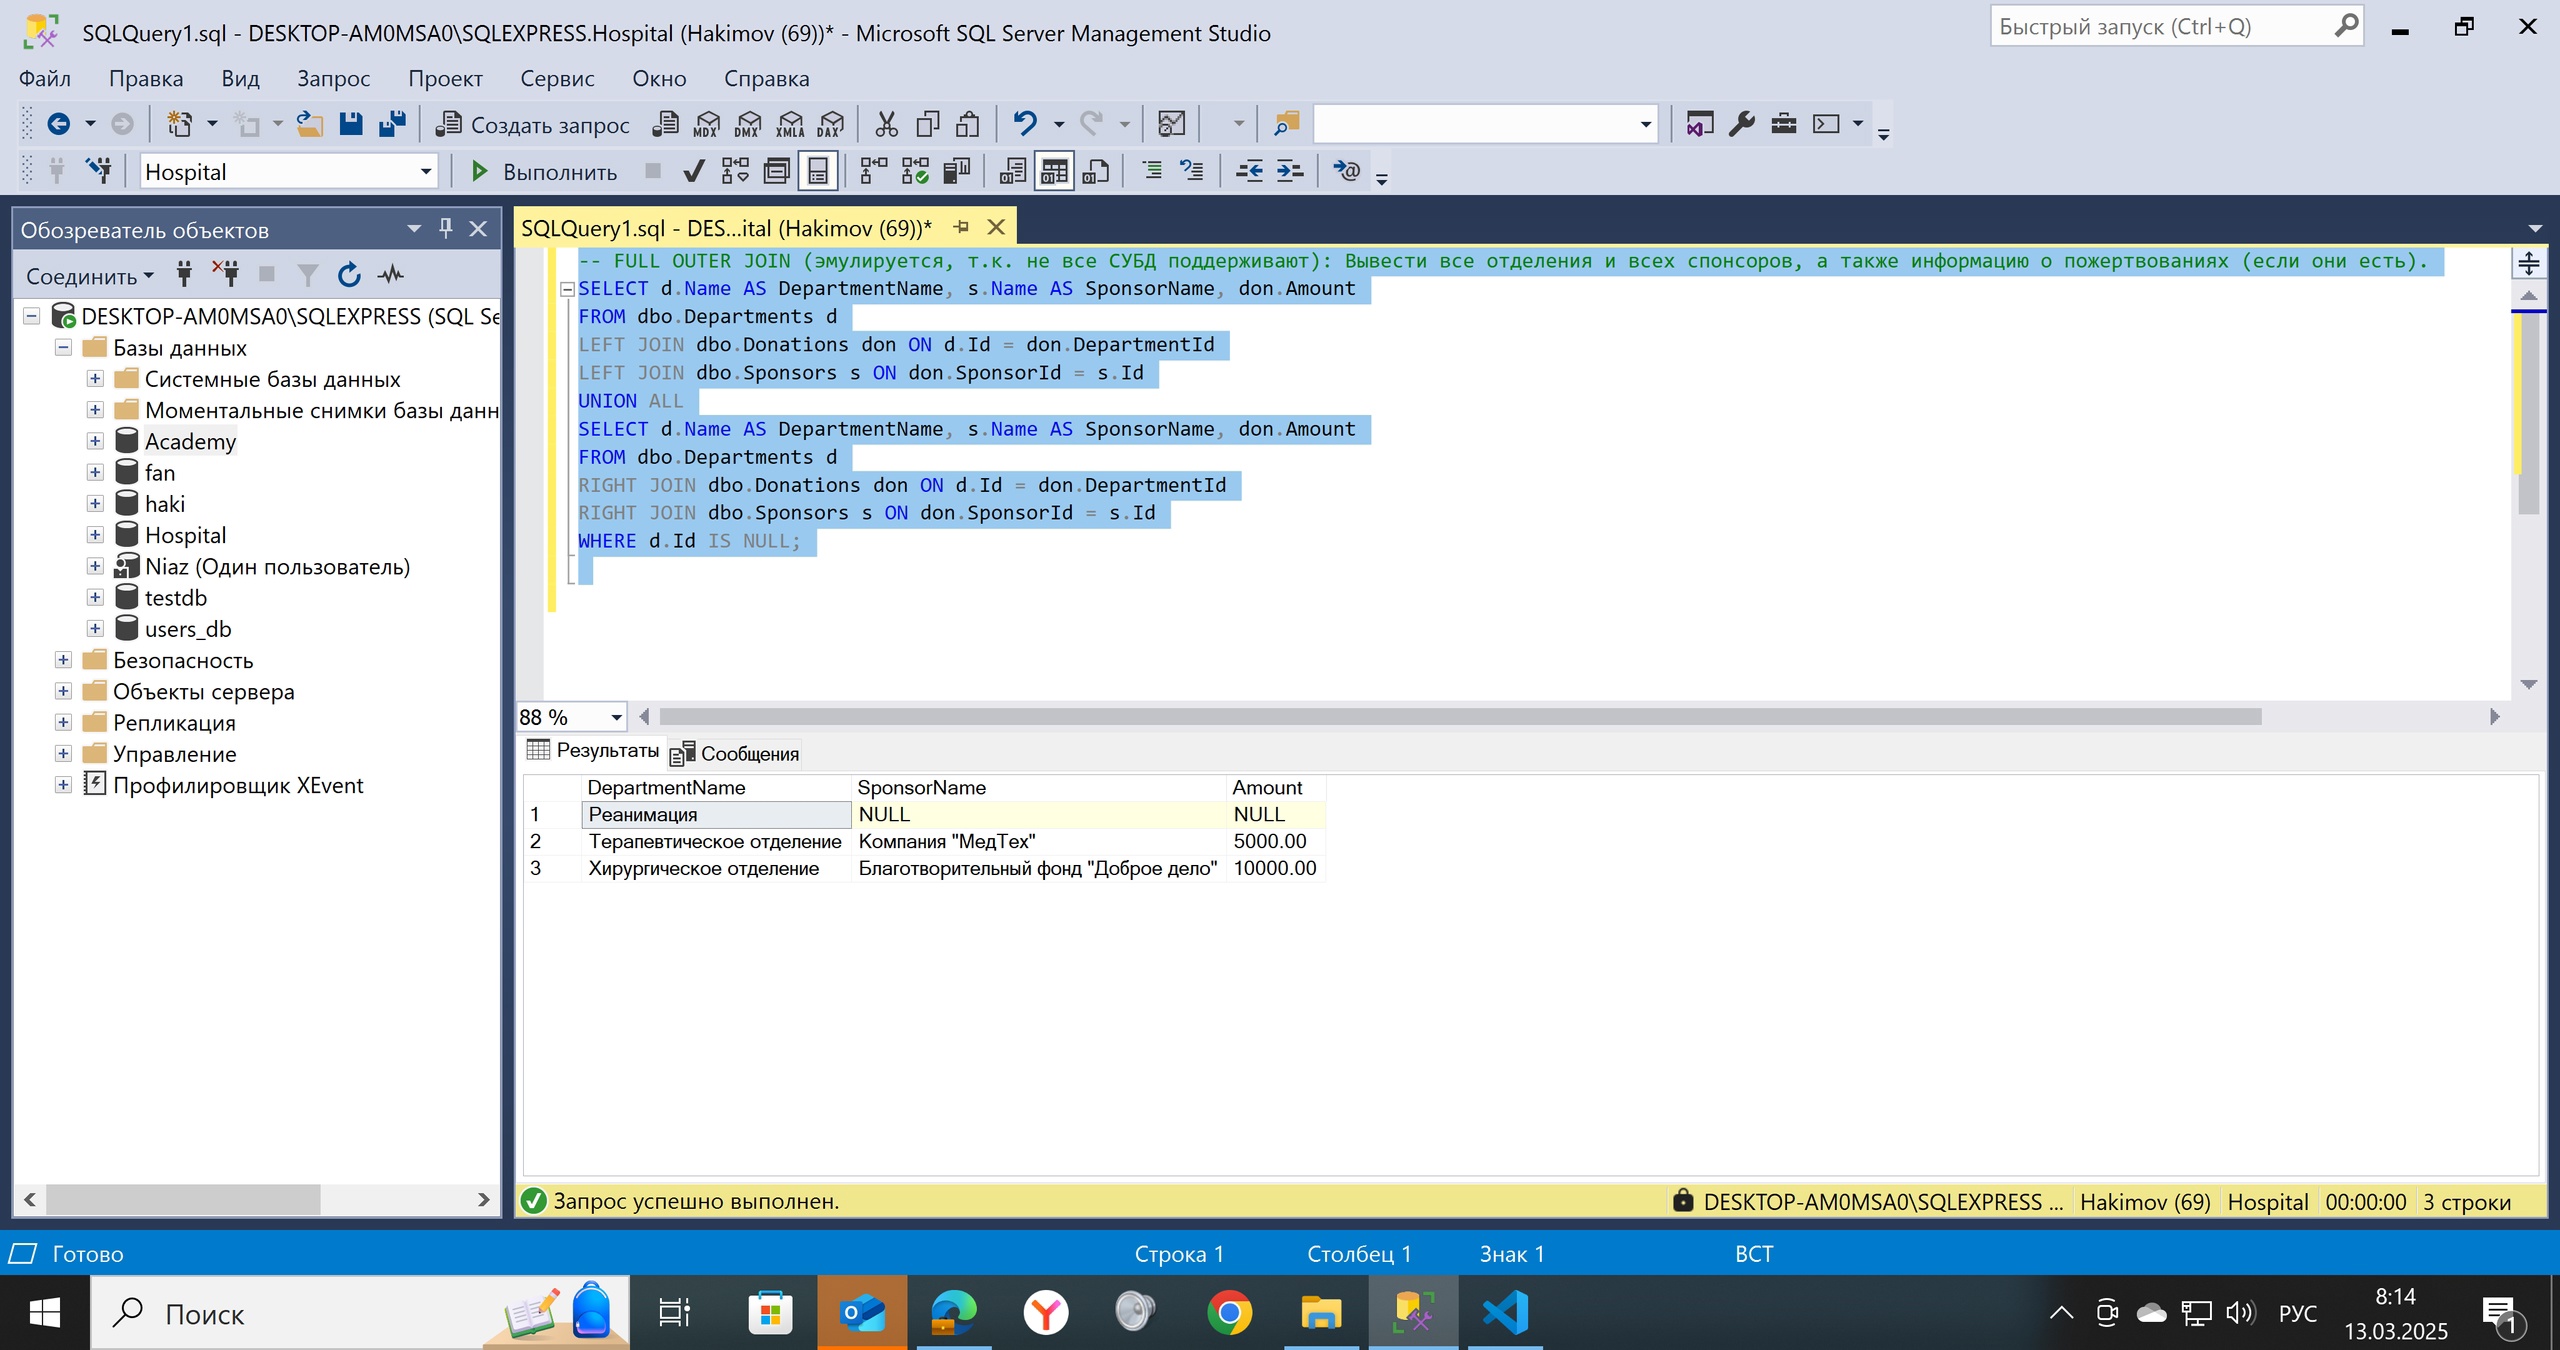 SQLQuery1.sql - DESKTOP-AM0MSA0\SQLEXPRESS.Hospital (Hakimov (69))* - Microsoft SQL Server Management Studio
Быстрый запуск (Ctrl+Q)
Файл Правка Вид Запрос Проект Сервис Окно Справка
Создать запрос MDX DMX XMLA DAX
Hospital Выполнить
Обозреватель объектов
Соединить
DESKTOP-AM0MSA0\SQLEXPRESS (SQL Se
Базы данных
Системные базы данных
Моментальные снимки базы данн
Academy
fan
haki
Hospital
Niaz (Один пользователь)
testdb
users_db
Безопасность
Объекты сервера
Репликация
Управление
Профилировщик XEvent
SQLQuery1.sql - DES...ital (Hakimov (69))*
-- FULL OUTER JOIN (эмулируется, т.к. не все СУБД поддерживают): Вывести все отделения и всех спонсоров, а также информацию о пожертвованиях (если они есть).
SELECT d.Name AS DepartmentName, s.Name AS SponsorName, don.Amount
FROM dbo.Departments d
LEFT JOIN dbo.Donations don ON d.Id = don.DepartmentId
LEFT JOIN dbo.Sponsors s ON don.SponsorId = s.Id
UNION ALL
SELECT d.Name AS DepartmentName, s.Name AS SponsorName, don.Amount
FROM dbo.Departments d
RIGHT JOIN dbo.Donations don ON d.Id = don.DepartmentId
RIGHT JOIN dbo.Sponsors s ON don.SponsorId = s.Id
WHERE d.Id IS NULL;
88 %
Результаты Сообщения
DepartmentName SponsorName Amount
1 Реанимация NULL NULL
2 Терапевтическое отделение Компания "МедТех" 5000.00
3 Хирургическое отделение Благотворительный фонд "Доброе дело" 10000.00
Запрос успешно выполнен. DESKTOP-AM0MSA0\SQLEXPRESS ... Hakimov (69) Hospital 00:00:00 3 строки
Готово Строка 1 Столбец 1 Знак 1 ВСТ
Поиск
РУС
8:14
13.03.2025
1